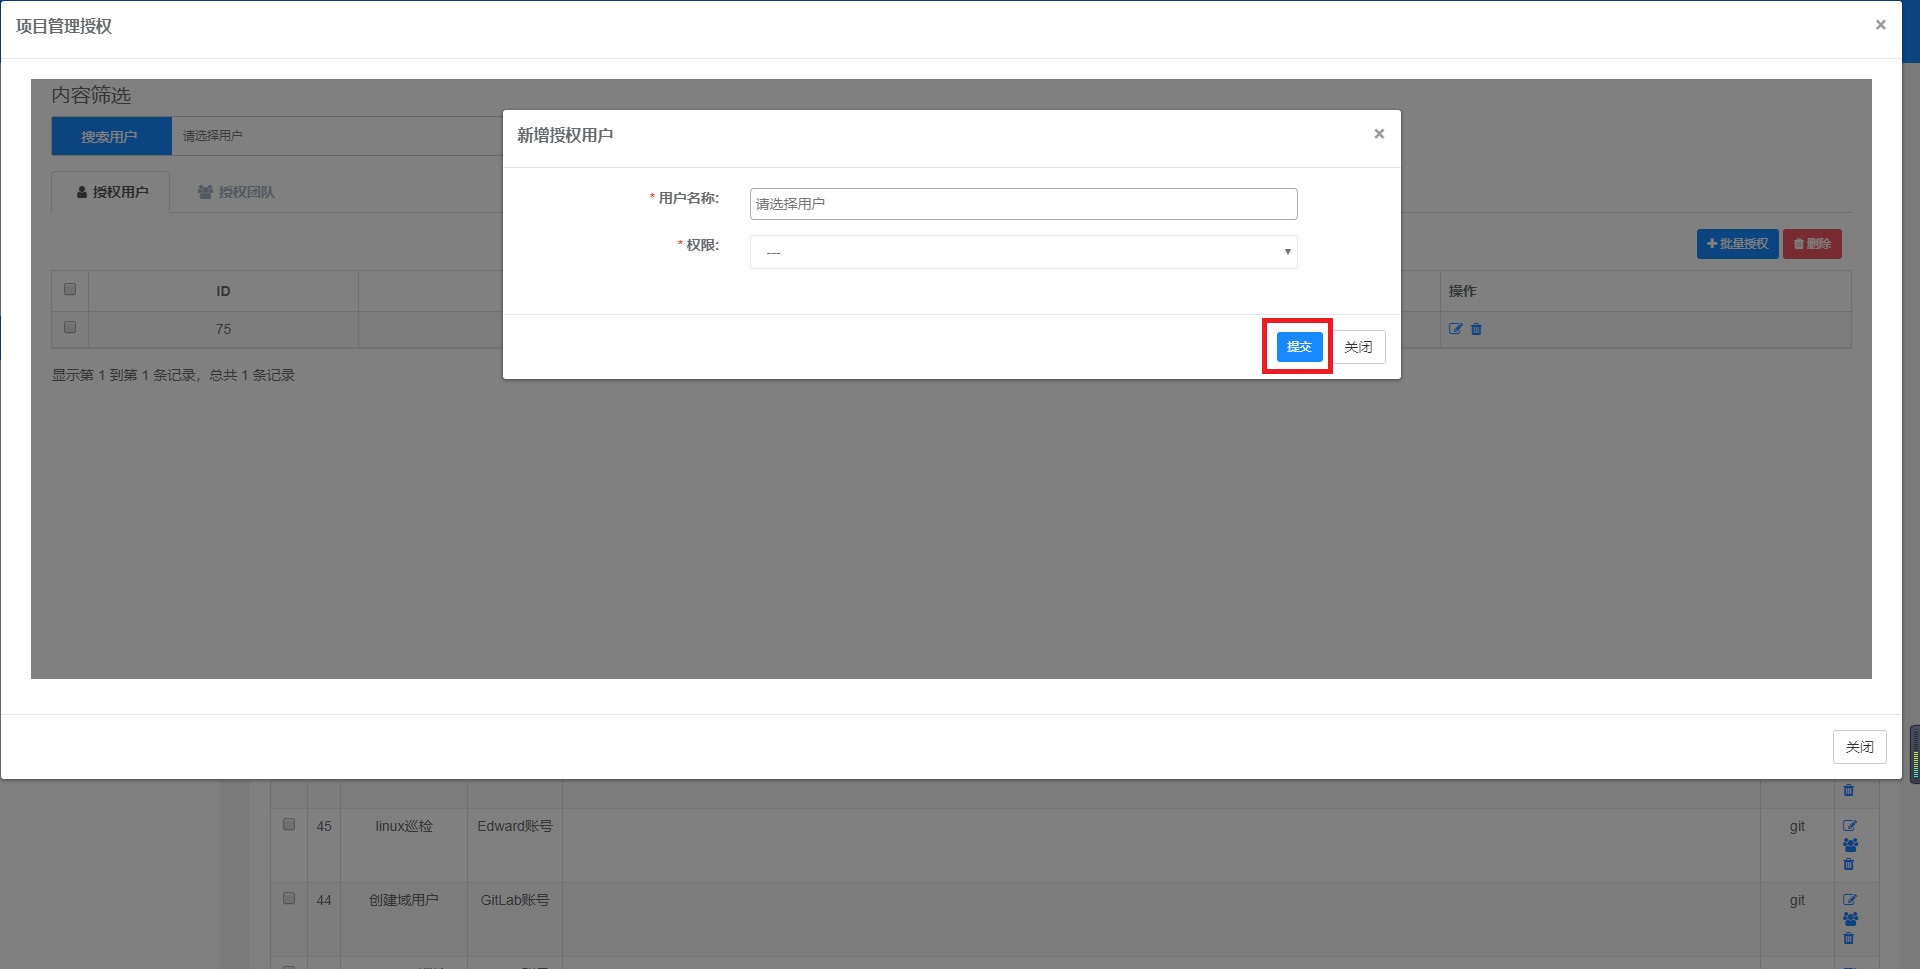 项目管理授权
×
内容筛选
搜索用户
请选择用户
授权用户
授权团队
新增授权用户
×
* 用户名称:
请选择用户
* 权限:
---
提交
关闭
批量授权
删除
ID
操作
75
显示第 1 到第 1 条记录，总共 1 条记录
关闭
45 linux巡检 Edward账号 git
44 创建域用户 GitLab账号 git